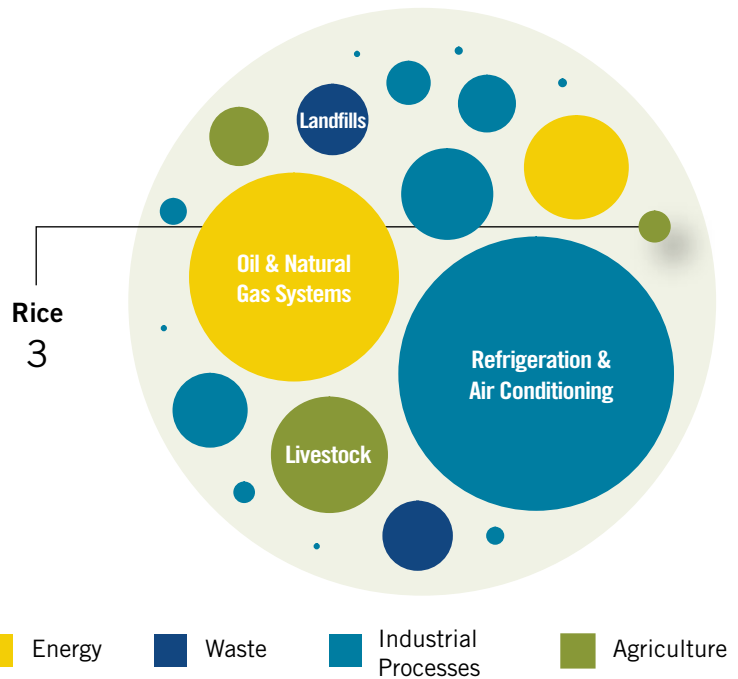 Landfills
Oil & Natural
Gas Systems
Rice
3
Refrigeration &
Air Conditioning
Livestock
Energy
Waste
Industrial
Processes
Agriculture